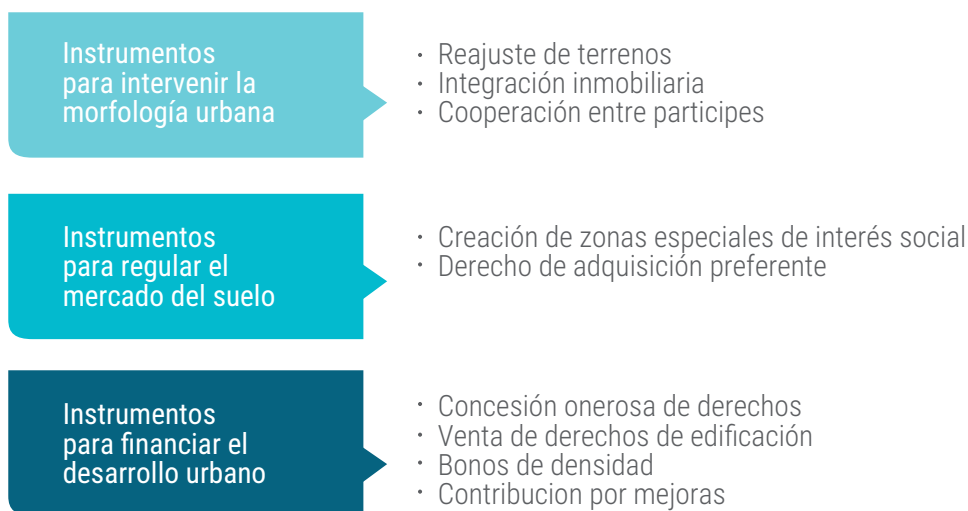 Instrumentos
para intervenir la
morfología urbana
· Reajuste de terrenos
· Integración inmobiliaria
· Cooperación entre participes
Instrumentos
para regular el
mercado del suelo
· Creación de zonas especiales de interés social
· Derecho de adquisición preferente
Instrumentos
para financiar el
desarrollo urbano
· Concesión onerosa de derechos
· Venta de derechos de edificación
· Bonos de densidad
· Contribucion por mejoras